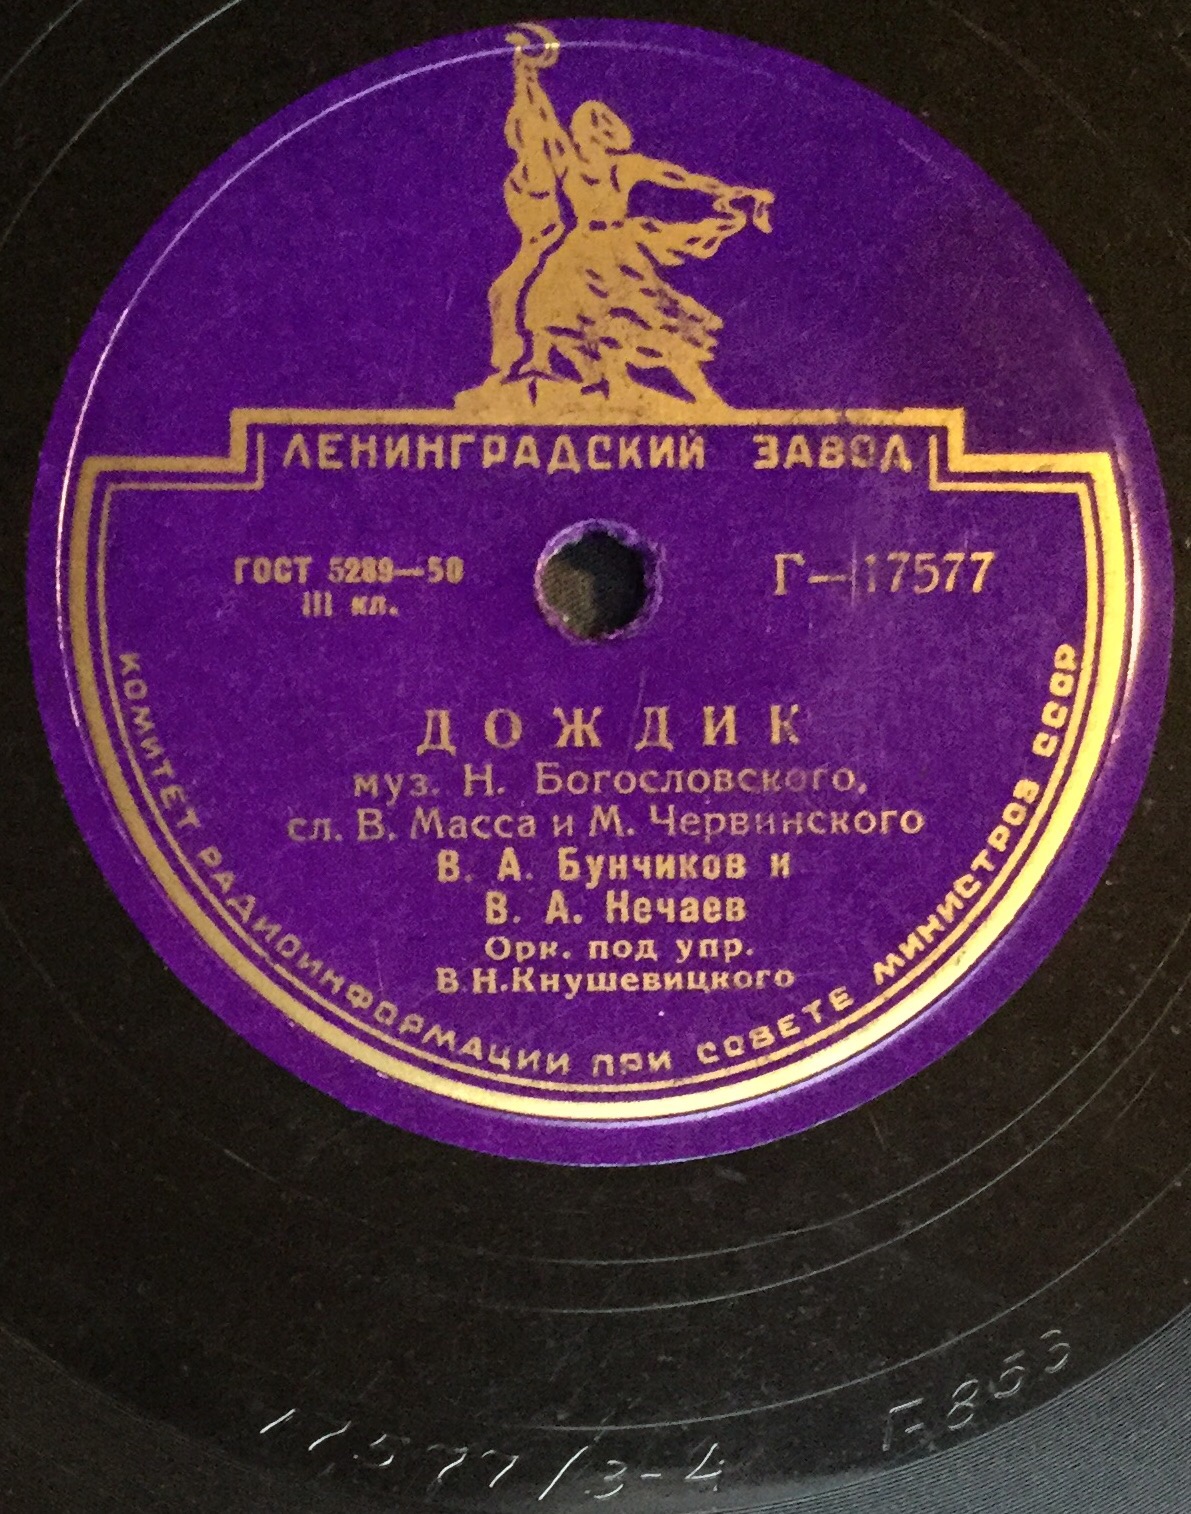 ЛЕНИНГРАДСКИЙ ЗАВОД
ГОСТ 5289—50
III кл.
Г—17577
ДОЖДИК
муз. Н. Богословского,
сл. В. Масса и М. Червинского
В. А. Бунчиков и
В. А. Нечаев
Орк. под упр.
В.Н.Кнушевицкого
КОМИТЕТ РАДИОИНФОРМАЦИИ ПРИ СОВЕТЕ МИНИСТРОВ СССР
17577/3-4
Г-853